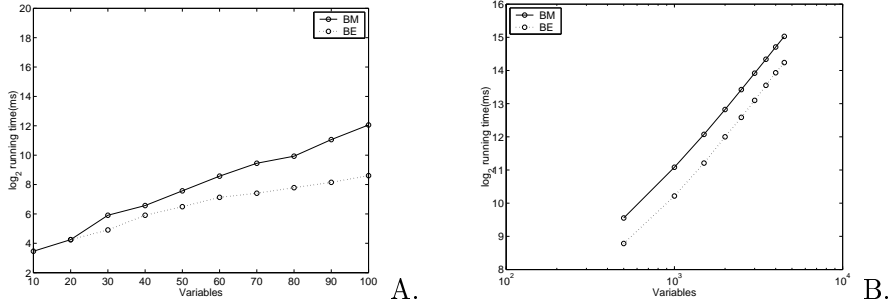 20
18
16
14
12
10
8
6
4
2
log2 running time(ms)
BM
BE
10 20 30 40 50 60 70 80 90 100
Variables
A.
16
15
14
13
12
11
10
9
8
log2 running time(ms)
BM
BE
10^2 10^3 10^4
Variables
B.